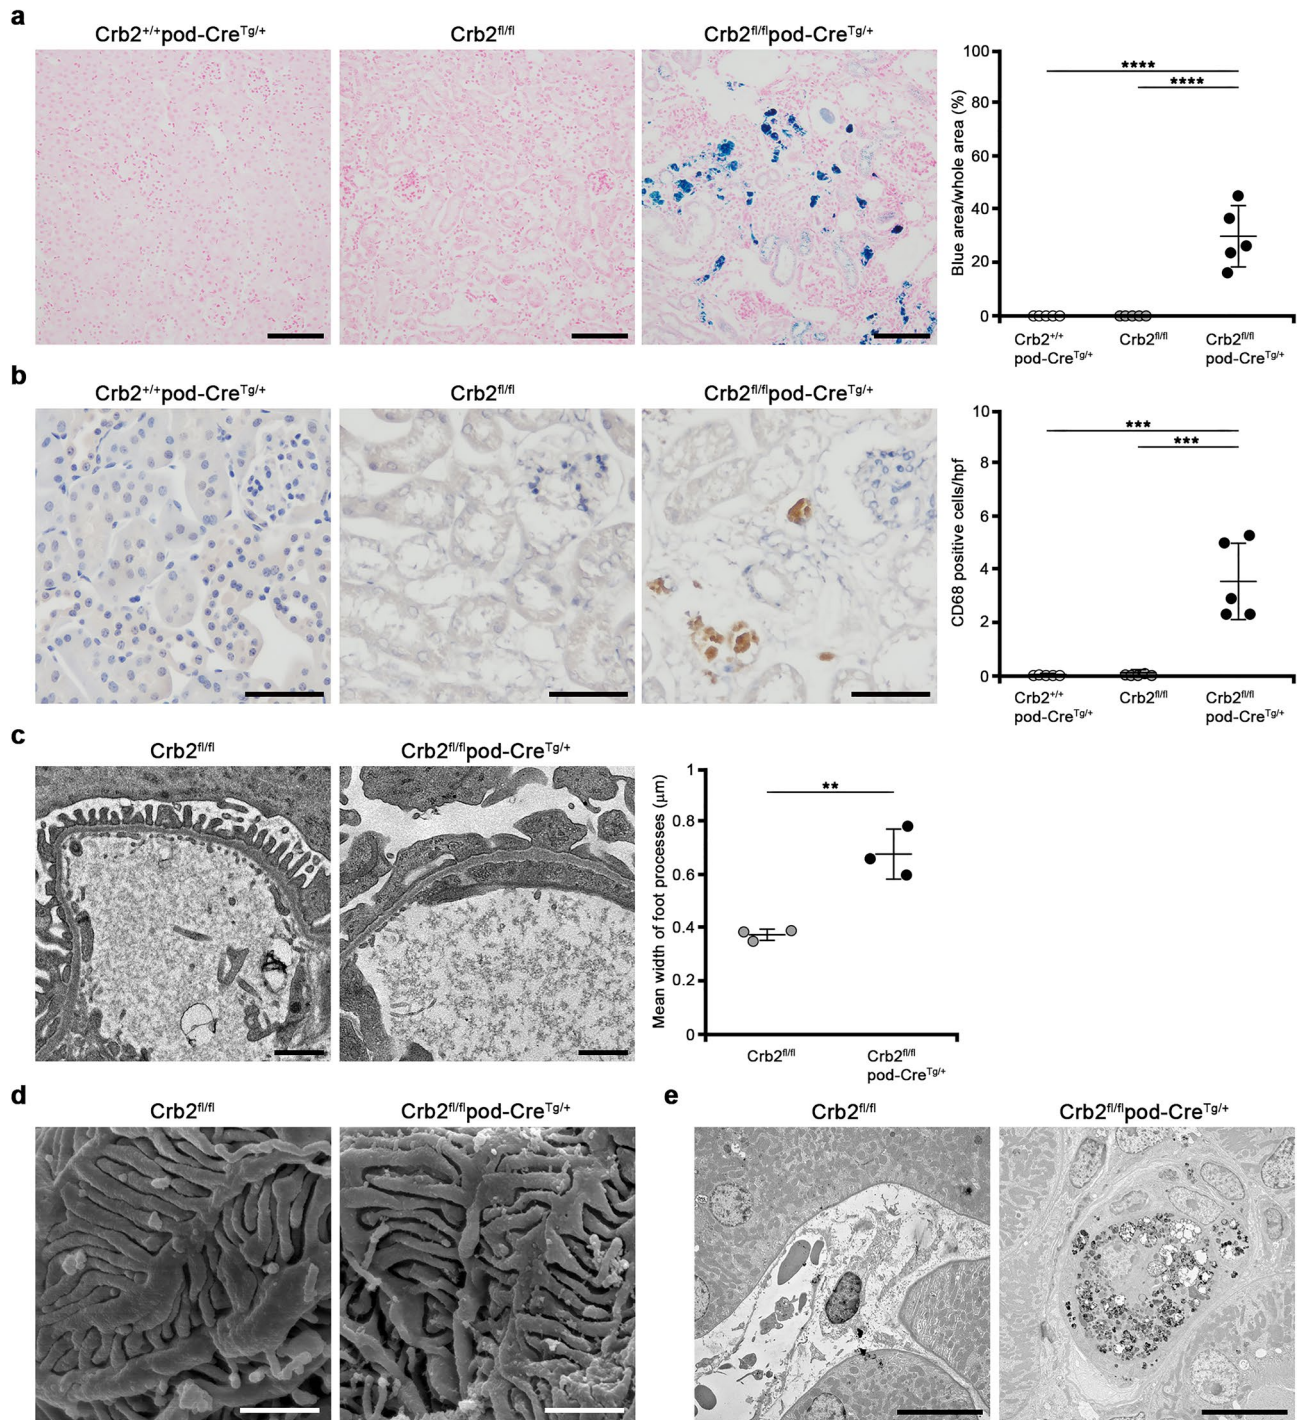 a
Crb2+/+pod-CreTg/+
Crb2fl/fl
Crb2fl/flpod-CreTg/+
Blue area/whole area (%)
100
80
60
40
20
0
****
****
Crb2+/+
pod-CreTg/+
Crb2fl/fl
Crb2fl/fl
pod-CreTg/+
b
Crb2+/+pod-CreTg/+
Crb2fl/fl
Crb2fl/flpod-CreTg/+
CD68 positive cells/hpf
10
8
6
4
2
0
***
***
Crb2+/+
pod-CreTg/+
Crb2fl/fl
Crb2fl/fl
pod-CreTg/+
c
Crb2fl/fl
Crb2fl/flpod-CreTg/+
Mean width of foot processes (μm)
1
0.8
0.6
0.4
0.2
0
**
Crb2fl/fl
Crb2fl/fl
pod-CreTg/+
d
Crb2fl/fl
Crb2fl/flpod-CreTg/+
e
Crb2fl/fl
Crb2fl/flpod-CreTg/+